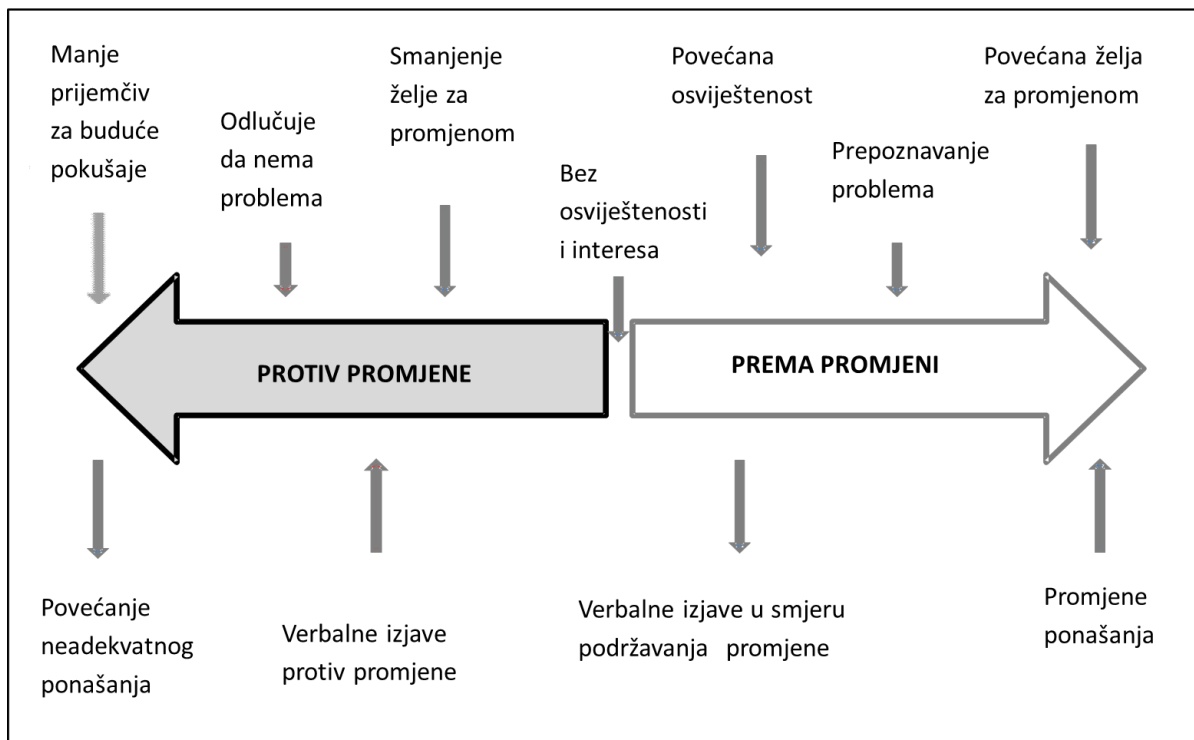 Manje
prijemčiv
za buduće
pokušaje
Odlučuje
da nema
problema
Smanjenje
želje za
promjenom
Bez
osviještenosti
i interesa
Povećana
osviještenost
Prepoznavanje
problema
Povećana želja
za promjenom
PROTIV PROMJENE
PREMA PROMJENI
Povećanje
neadekvatnog
ponašanja
Verbalne izjave
protiv promjene
Verbalne izjave u smjeru
podržavanja promjene
Promjene
ponašanja